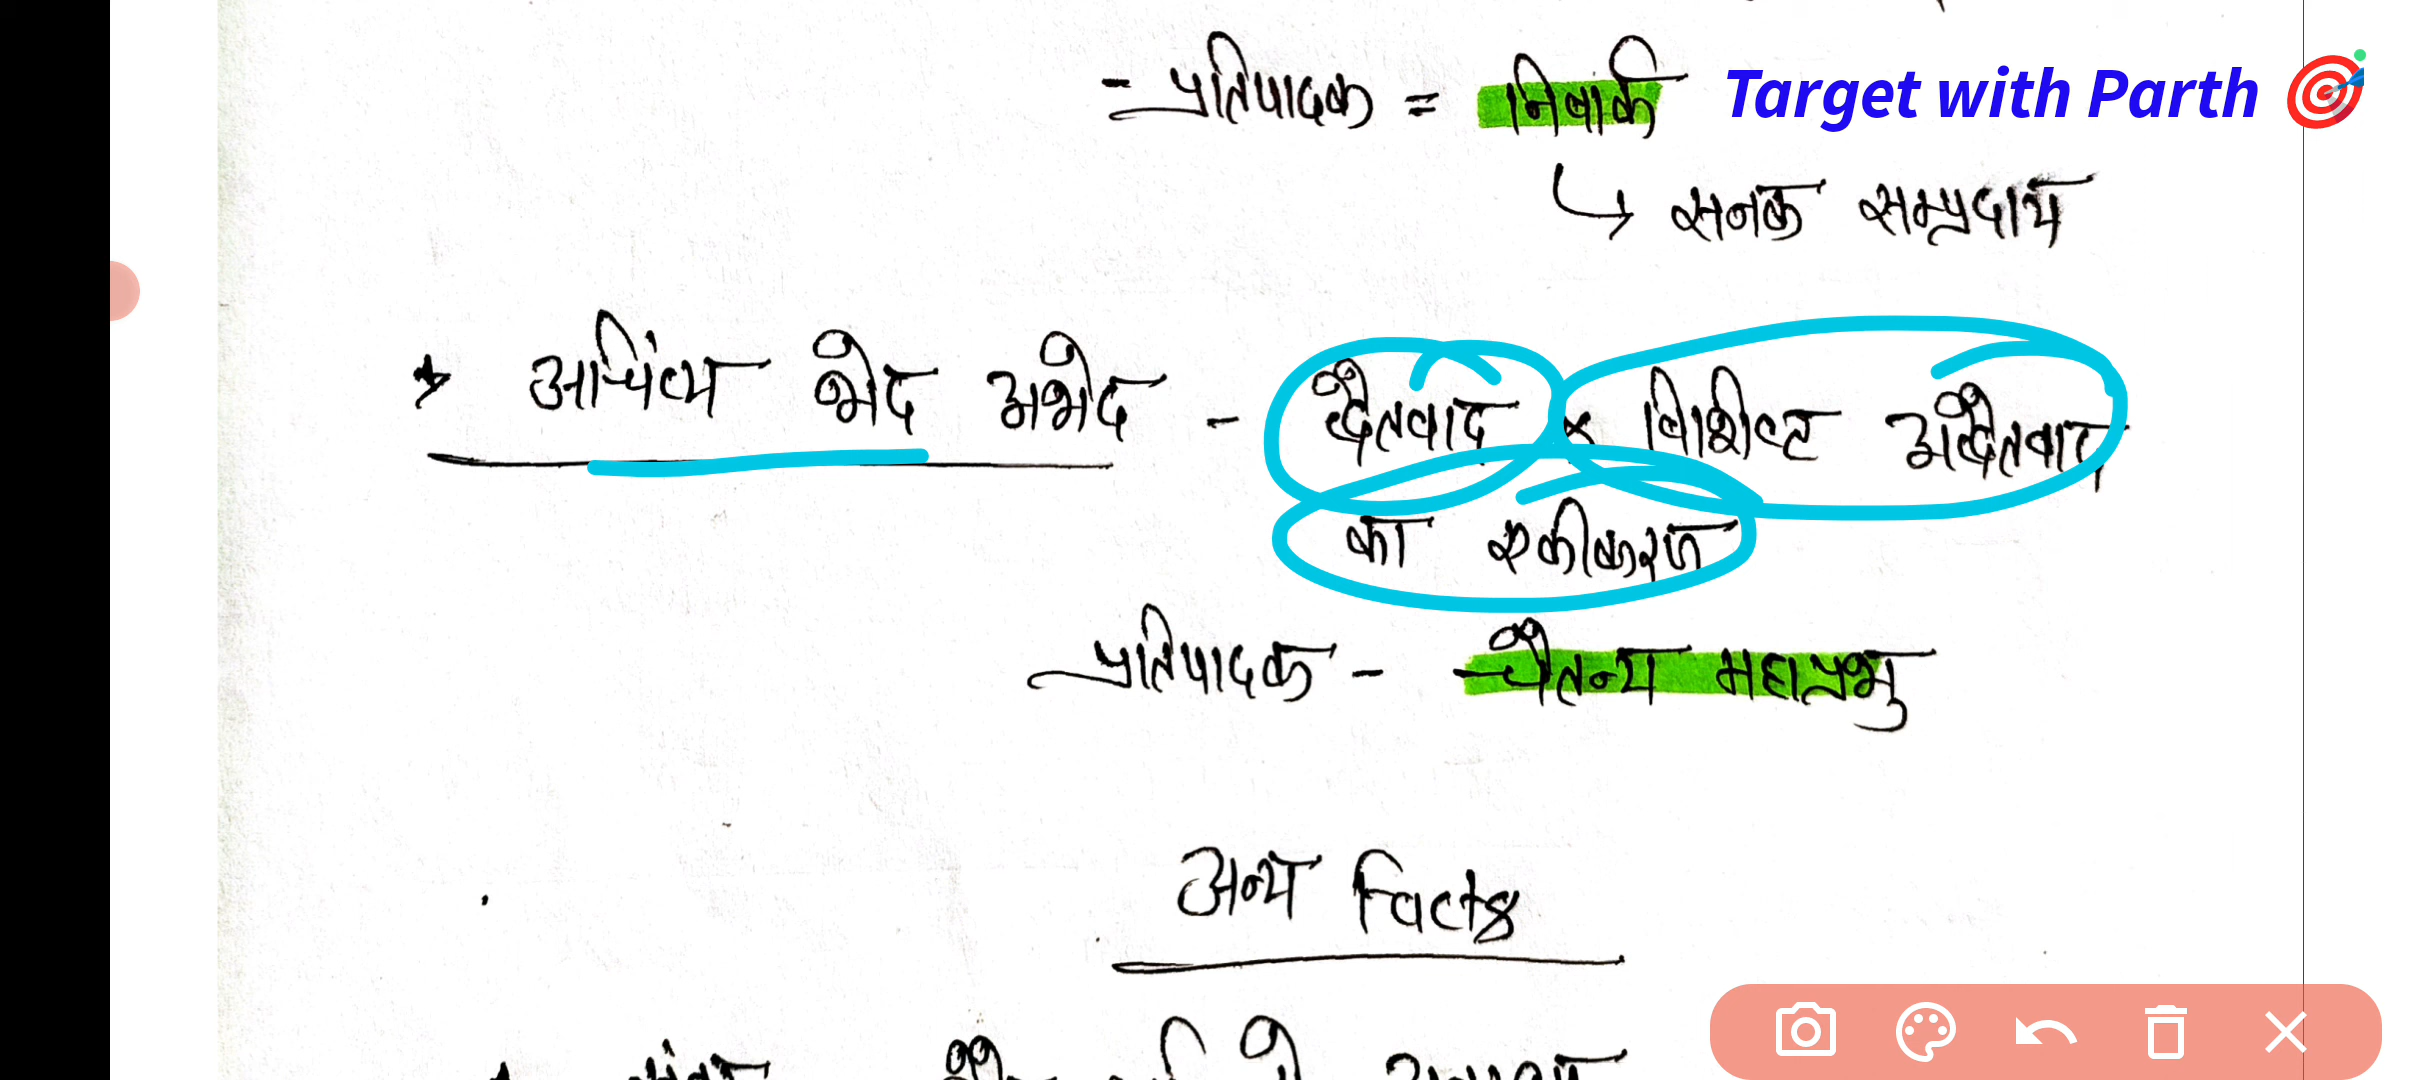 - प्रतिपादक = निंबार्क
Target with Parth
↳ सनक सम्प्रदाय
* अचिंत्य भेद अभेद - द्वैतवाद × विशिष्ट अद्वैतवाद
का एकीकरण
प्रतिपादक - चैतन्य महाप्रभु
अन्य Facts